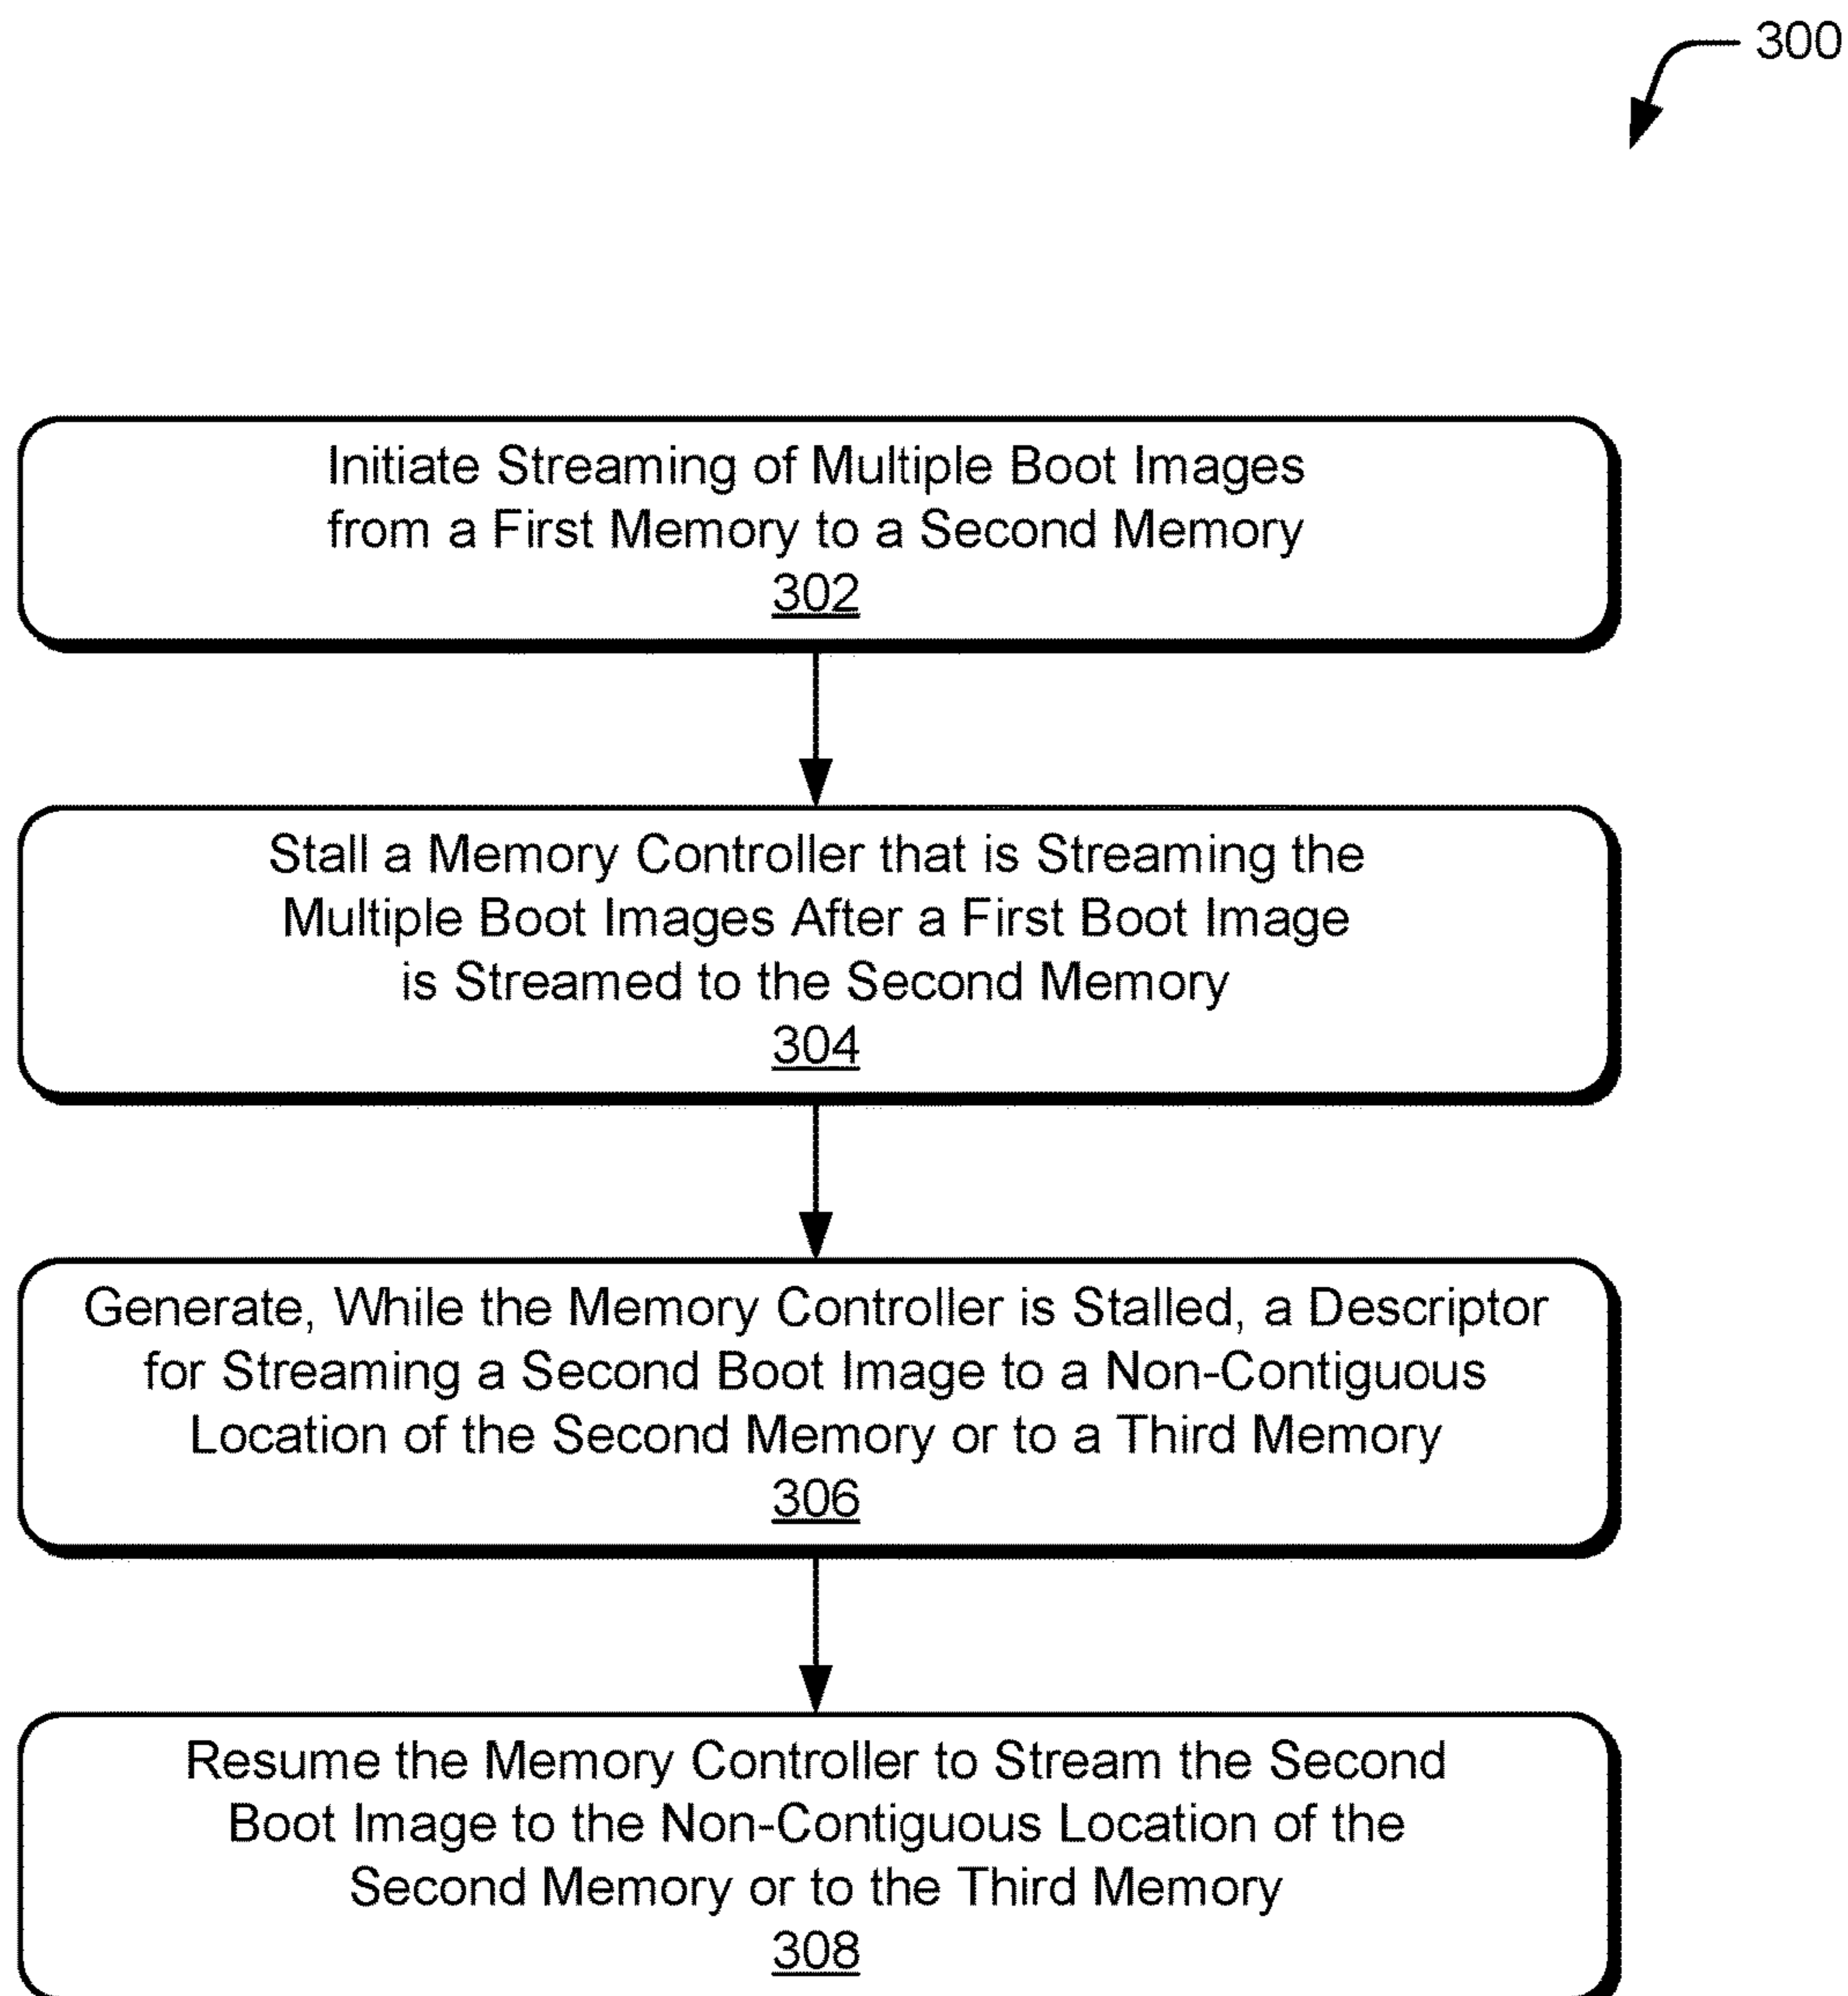 300
Initiate Streaming of Multiple Boot Images
from a First Memory to a Second Memory
302
Stall a Memory Controller that is Streaming the
Multiple Boot Images After a First Boot Image
is Streamed to the Second Memory
304
Generate, While the Memory Controller is Stalled, a Descriptor
for Streaming a Second Boot Image to a Non-Contiguous
Location of the Second Memory or to a Third Memory
306
Resume the Memory Controller to Stream the Second
Boot Image to the Non-Contiguous Location of the
Second Memory or to the Third Memory
308